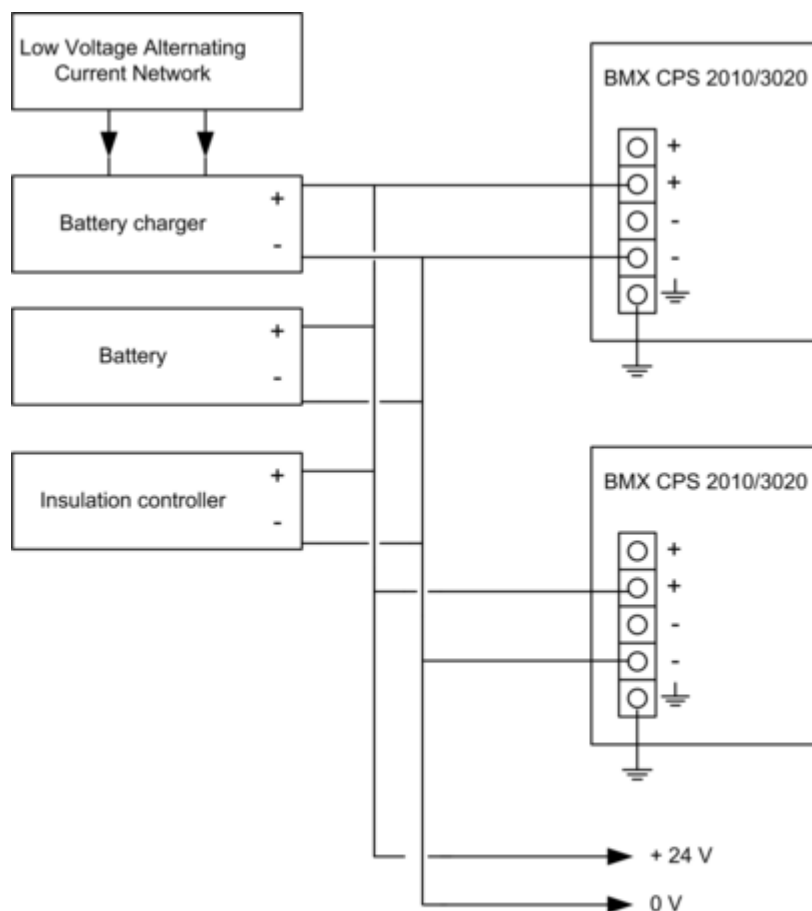 Low Voltage Alternating
Current Network
BMX CPS 2010/3020
+
+
-
-
Battery charger
+
-
Battery
+
-
Insulation controller
+
-
BMX CPS 2010/3020
+
+
-
-
+ 24 V
0 V